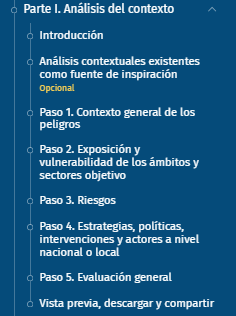 Parte I. Análisis del contexto
Introducción
Análisis contextuales existentes
como fuente de inspiración
Opcional
Paso 1. Contexto general de los
peligros
Paso 2. Exposición y
vulnerabilidad de los ámbitos y
sectores objetivo
Paso 3. Riesgos
Paso 4. Estrategias, políticas,
intervenciones y actores a nivel
nacional o local
Paso 5. Evaluación general
Vista previa, descargar y compartir